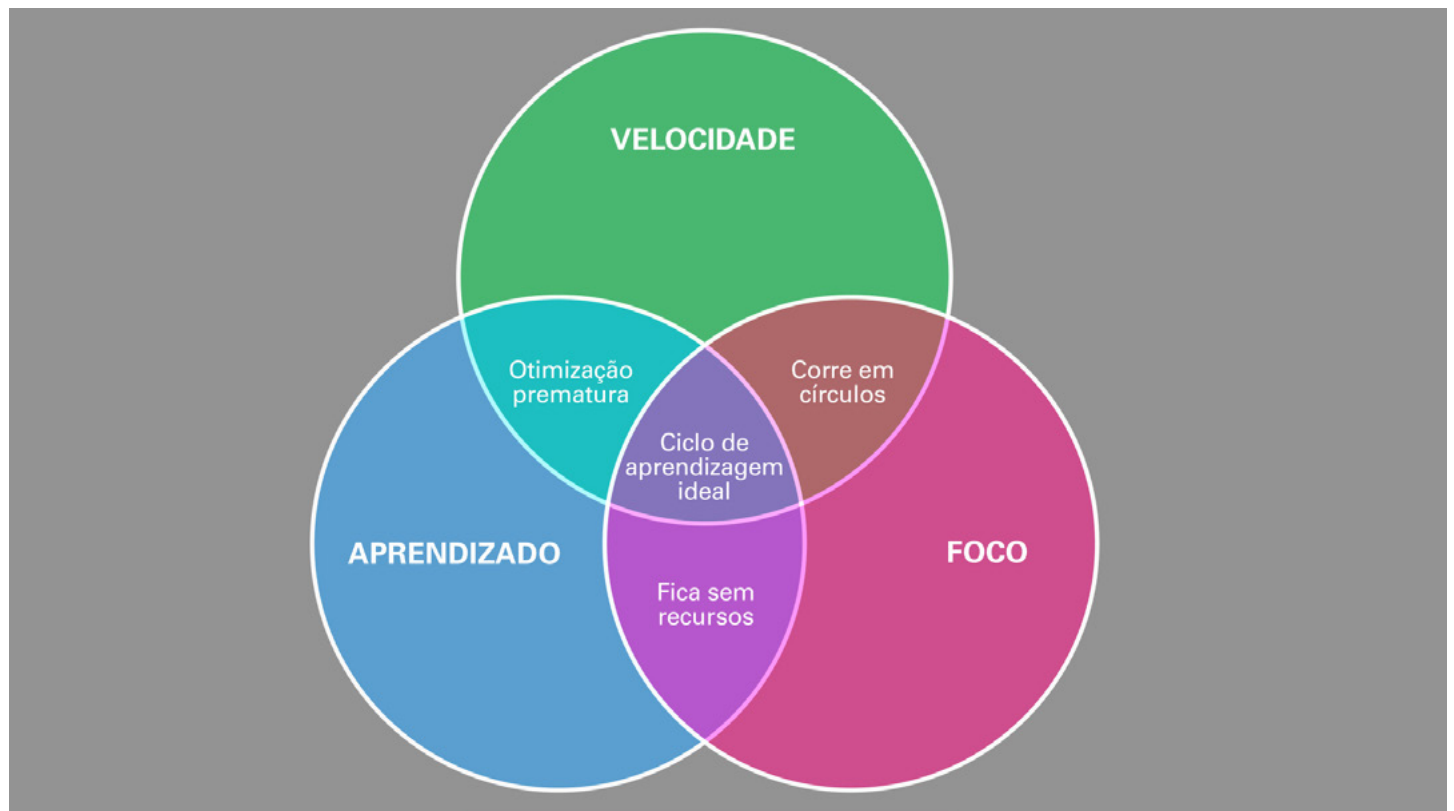 VELOCIDADE
Otimização
prematura
Corre em
círculos
Ciclo de
aprendizagem
ideal
APRENDIZADO
FOCO
Fica sem
recursos